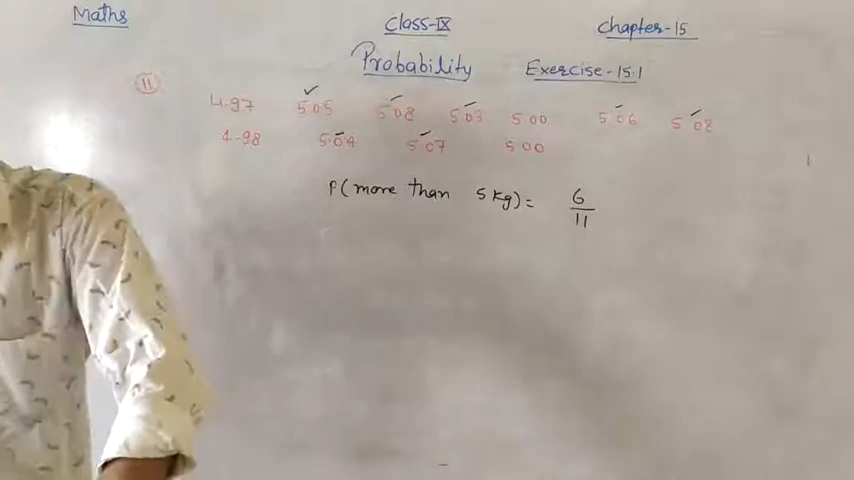 Maths Class-IX Chapter-15
Probability Exercise-15.1
11 4.97 5.05 5.08 5.03 5.00 5.06 5.08
4.98 5.04 5.07 5.00
P(more than 5 kg) = 6/11